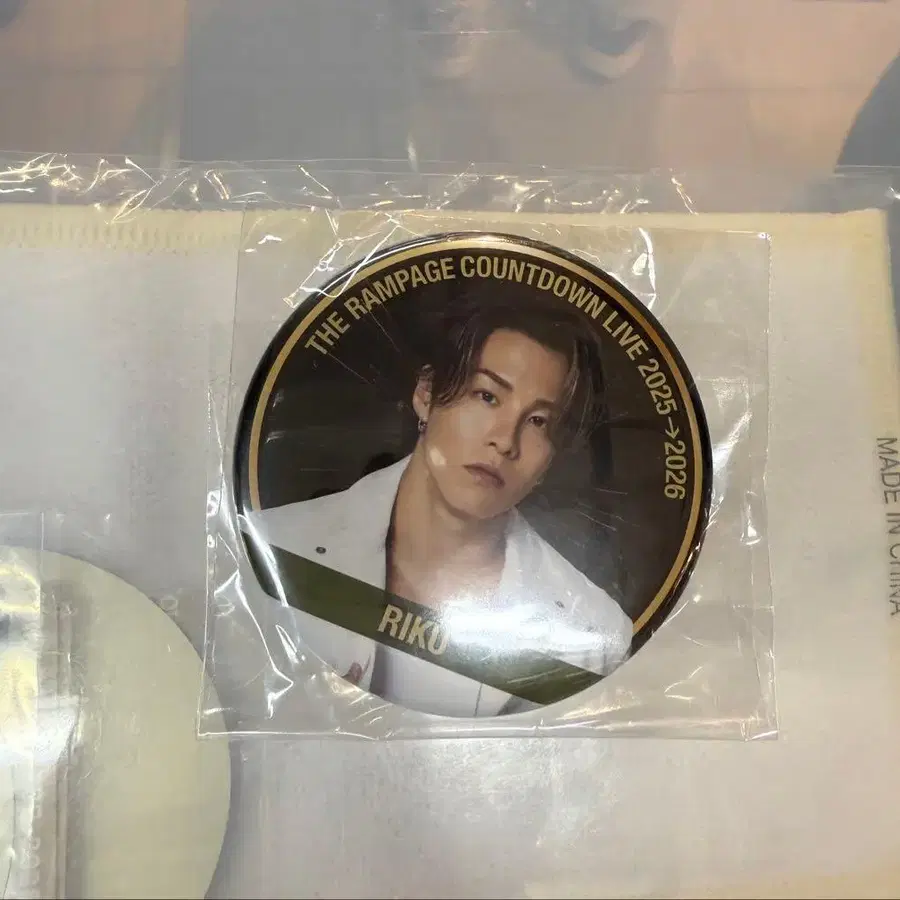 THE RAMPAGE COUNTDOWN LIVE 2025→2026
RIKU
MADE IN CHINA